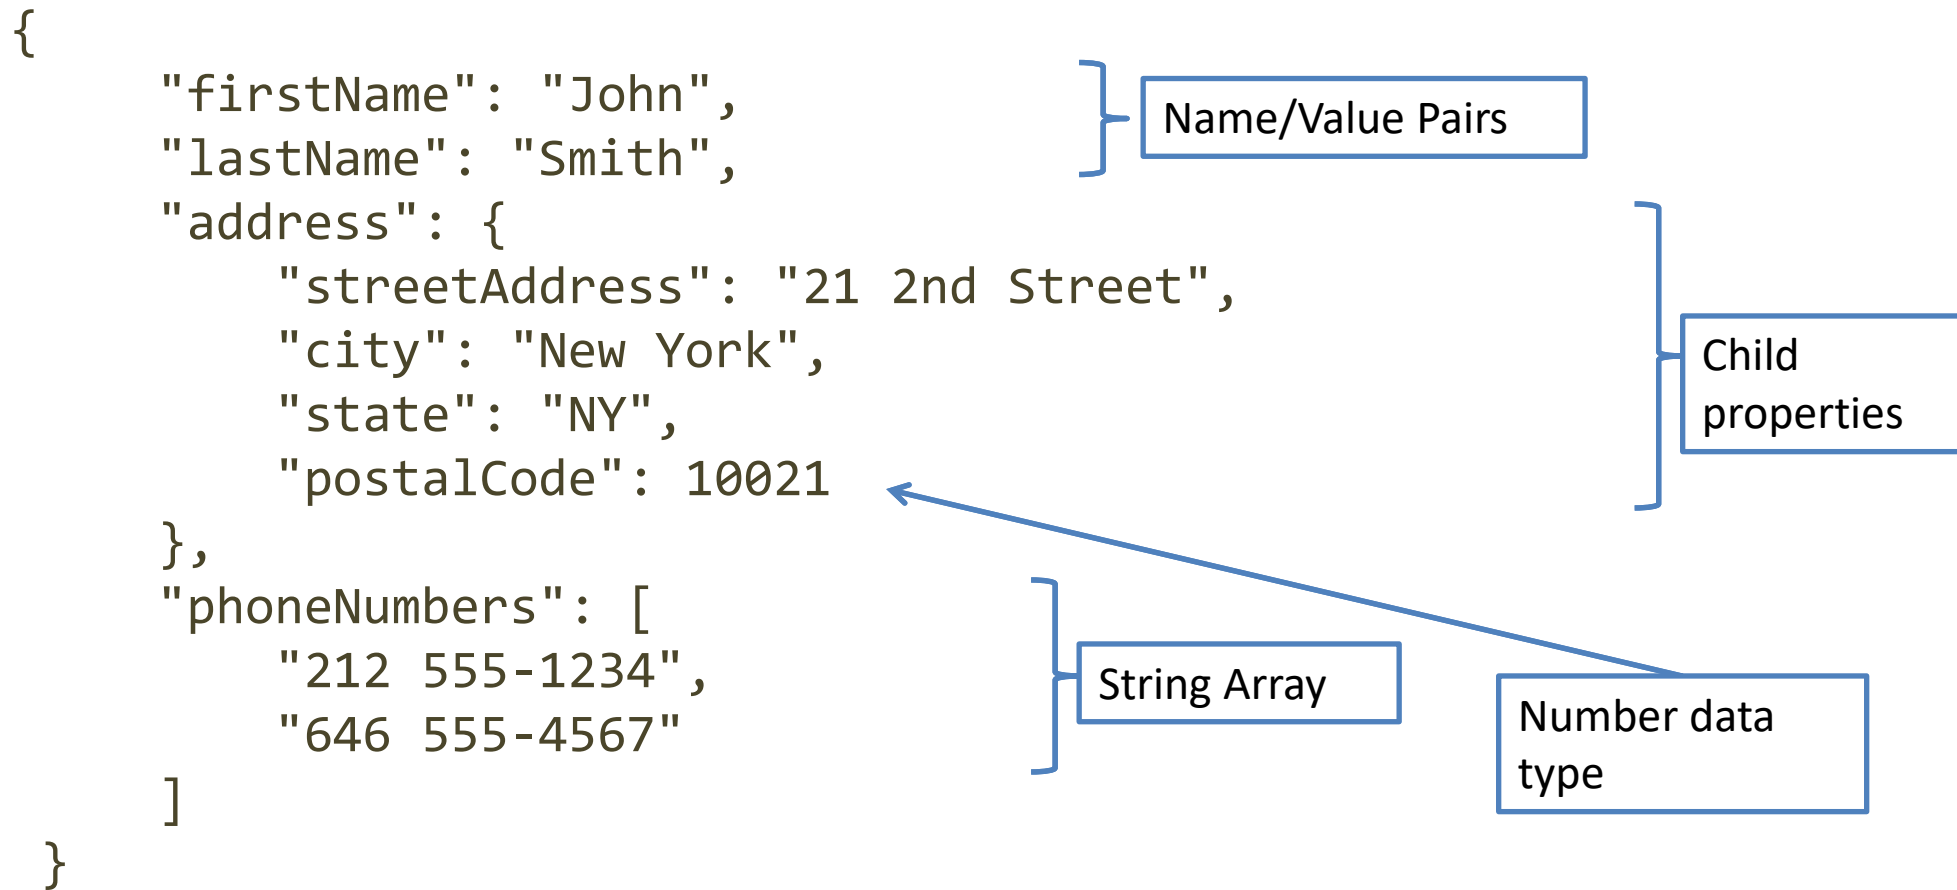 {
"firstName": "John",
"lastName": "Smith",
Name/Value Pairs
"address": {
"streetAddress": "21 2nd Street",
"city": "New York",
"state": "NY",
"postalCode": 10021
Child
properties
},
"phoneNumbers": [
"212 555-1234",
"646 555-4567"
]
String Array
Number data
type
}